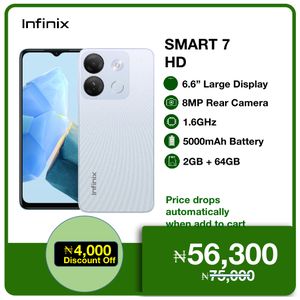 Infinix
SMART 7
HD
6.6” Large Display
8MP Rear Camera
1.6GHz
5000mAh Battery
2GB + 64GB
Infinix
Price drops
automatically
when add to cart
₦4,000
Discount Off
₦56,300
₦75,000